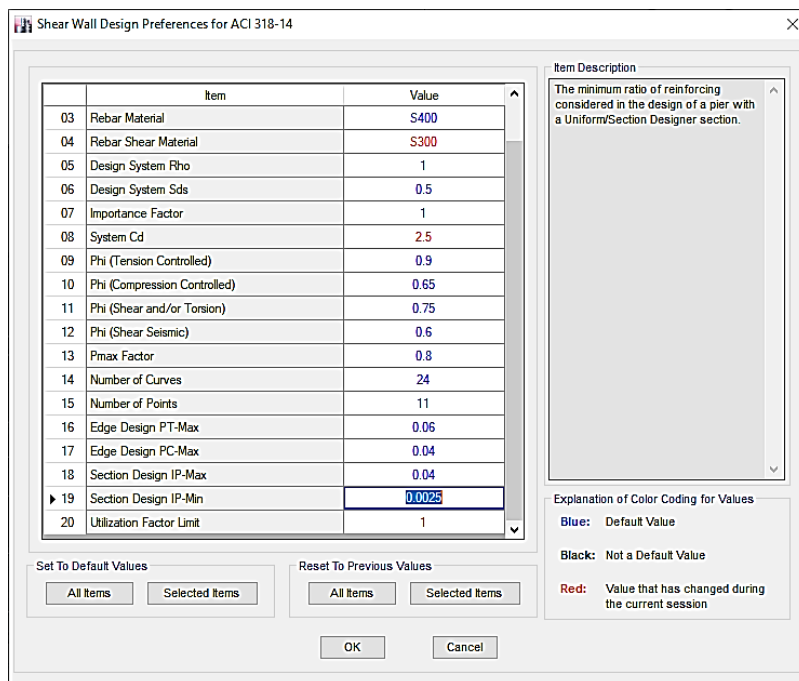 Shear Wall Design Preferences for ACI 318-14
Item Value
03 Rebar Material S400
04 Rebar Shear Material S300
05 Design System Rho 1
06 Design System Sds 0.5
07 Importance Factor 1
08 System Cd 2.5
09 Phi (Tension Controlled) 0.9
10 Phi (Compression Controlled) 0.65
11 Phi (Shear and/or Torsion) 0.75
12 Phi (Shear Seismic) 0.6
13 Pmax Factor 0.8
14 Number of Curves 24
15 Number of Points 11
16 Edge Design PT-Max 0.06
17 Edge Design PC-Max 0.04
18 Section Design IP-Max 0.04
19 Section Design IP-Min 0.0025
20 Utilization Factor Limit 1
Item Description
The minimum ratio of reinforcing
considered in the design of a pier with
a Uniform/Section Designer section.
Explanation of Color Coding for Values
Blue: Default Value
Black: Not a Default Value
Red: Value that has changed during
the current session
Set To Default Values
All Items Selected Items
Reset To Previous Values
All Items Selected Items
OK Cancel